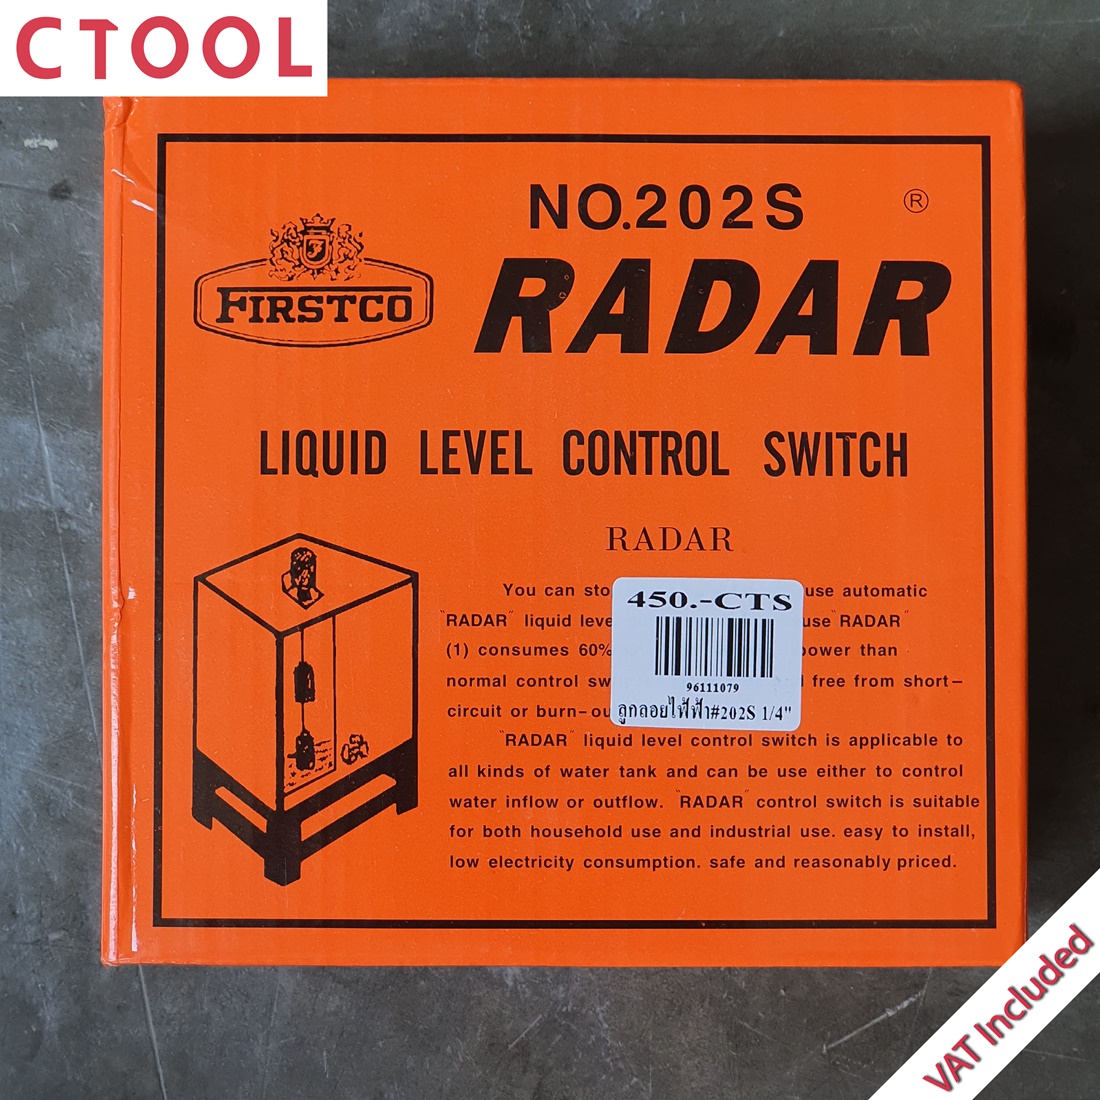 CTOOL
NO.202S
®
FIRSTCO
RADAR
LIQUID LEVEL CONTROL SWITCH
RADAR
You can sto use automatic
"RADAR" liquid leve use "RADAR"
(1) consumes 60% power than
normal control sw free from short-
circuit or burn-ou
450.-CTS
96111079
ลูกลอยไฟฟ้า#202S 1/4"
"RADAR" liquid level control switch is applicable to
all kinds of water tank and can be use either to control
water inflow or outflow. "RADAR" control switch is suitable
for both household use and industrial use. easy to install,
low electricity consumption. safe and reasonably priced.
VAT Included